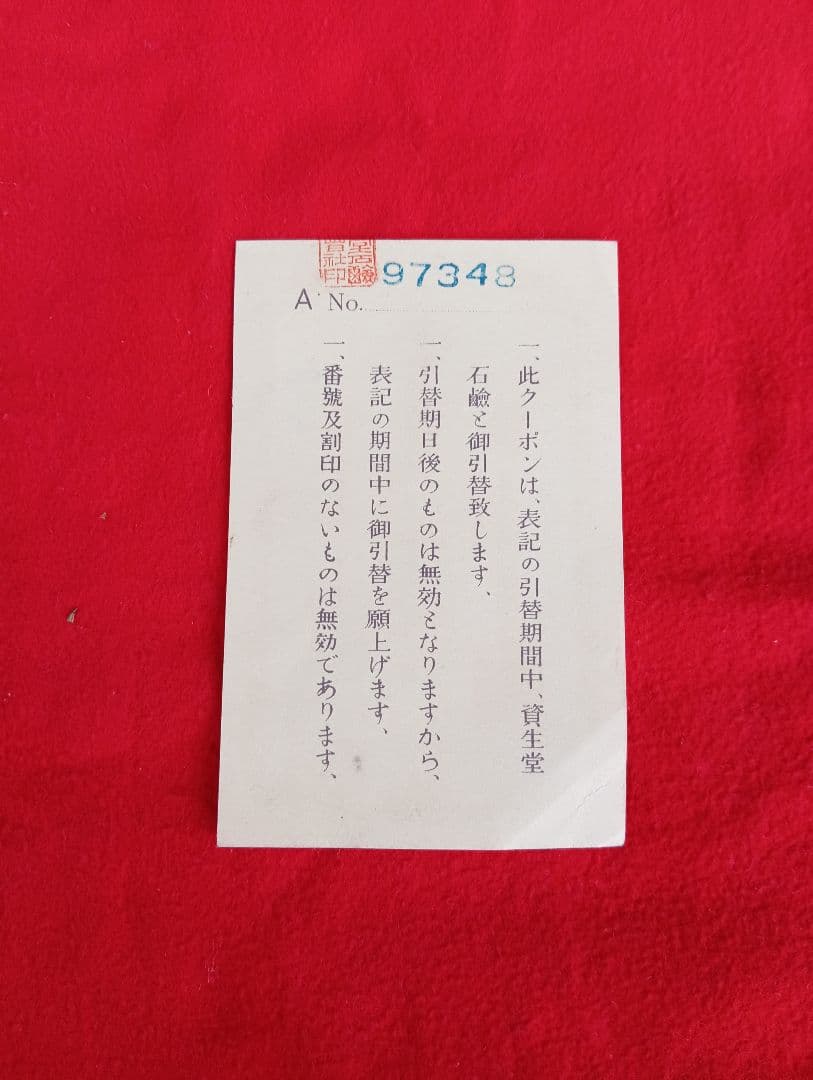 97348
A No.
一、此クーポンは、表記の引替期間中、資生堂
石鹼と御引替致します、
一、引替期日後のものは無効となりますから、
表記の期間中に御引替を願上げます、
一、番號及割印のないものは無効であります、